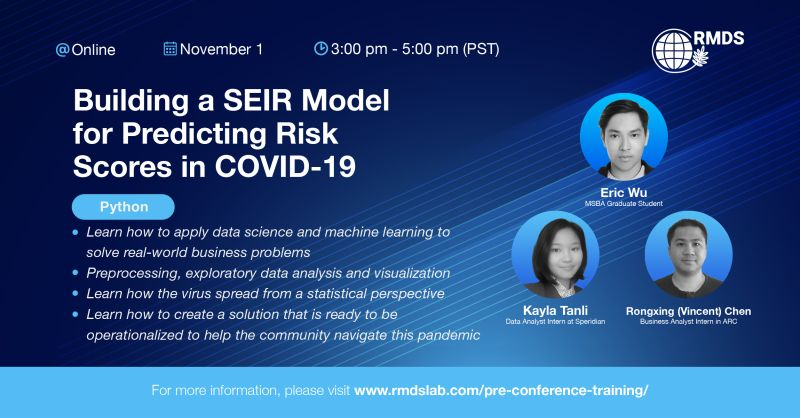 @Online
November 1
3:00 pm - 5:00 pm (PST)
RMDS
Building a SEIR Model
for Predicting Risk
Scores in COVID-19
Python
Learn how to apply data science and machine learning to
solve real-world business problems
Preprocessing, exploratory data analysis and visualization
Learn how the virus spread from a statistical perspective
Learn how to create a solution that is ready to be
operationalized to help the community navigate this pandemic
Eric Wu
MSBA Graduate Student
Kayla Tanli
Data Analyst Intern at Speridian
Rongxing (Vincent) Chen
Business Analyst Intern in ARC
For more information, please visit www.rmdslab.com/pre-conference-training/